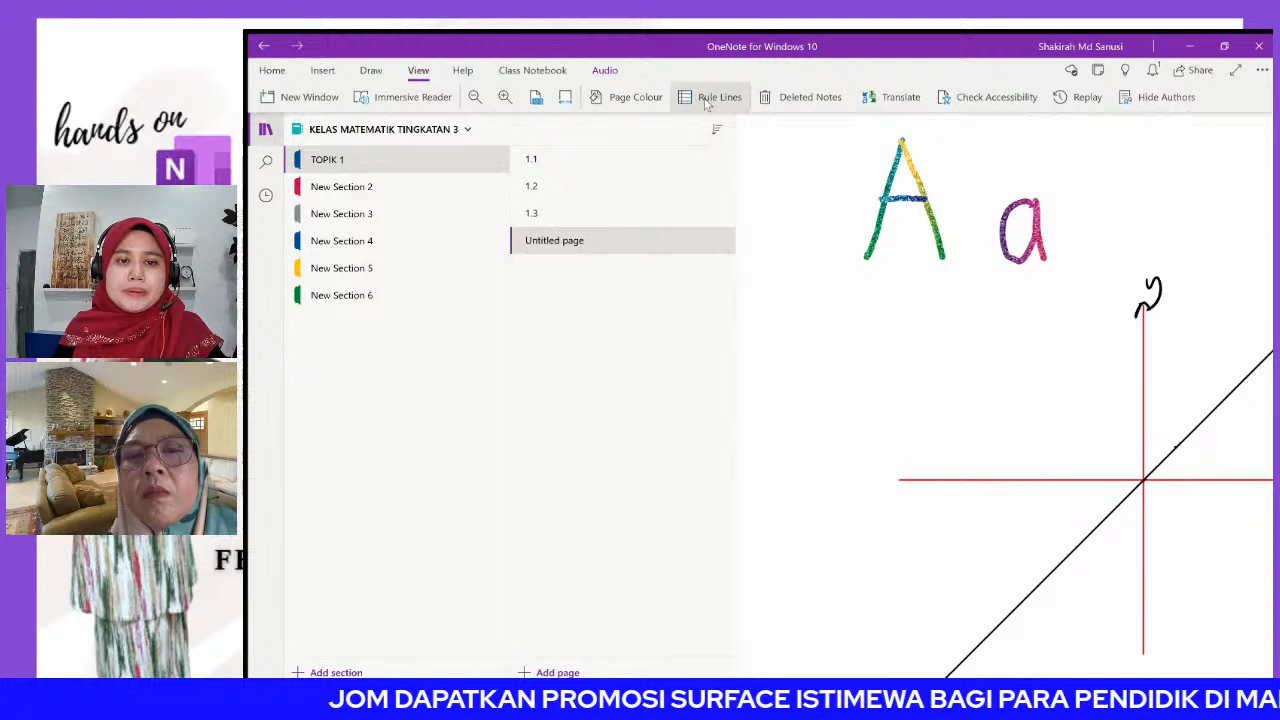 hands on
N
FE
OneNote for Windows 10
Shakirah Md Sanusi
Home Insert Draw View Help Class Notebook Audio
Share
New Window Immersive Reader Page Colour Rule Lines Deleted Notes Translate Check Accessibility Replay Hide Authors
KELAS MATEMATIK TINGKATAN 3
TOPIK 1
New Section 2
New Section 3
New Section 4
New Section 5
New Section 6
1.1
1.2
1.3
Untitled page
A a
y
Add section
Add page
JOM DAPATKAN PROMOSI SURFACE ISTIMEWA BAGI PARA PENDIDIK DI MA